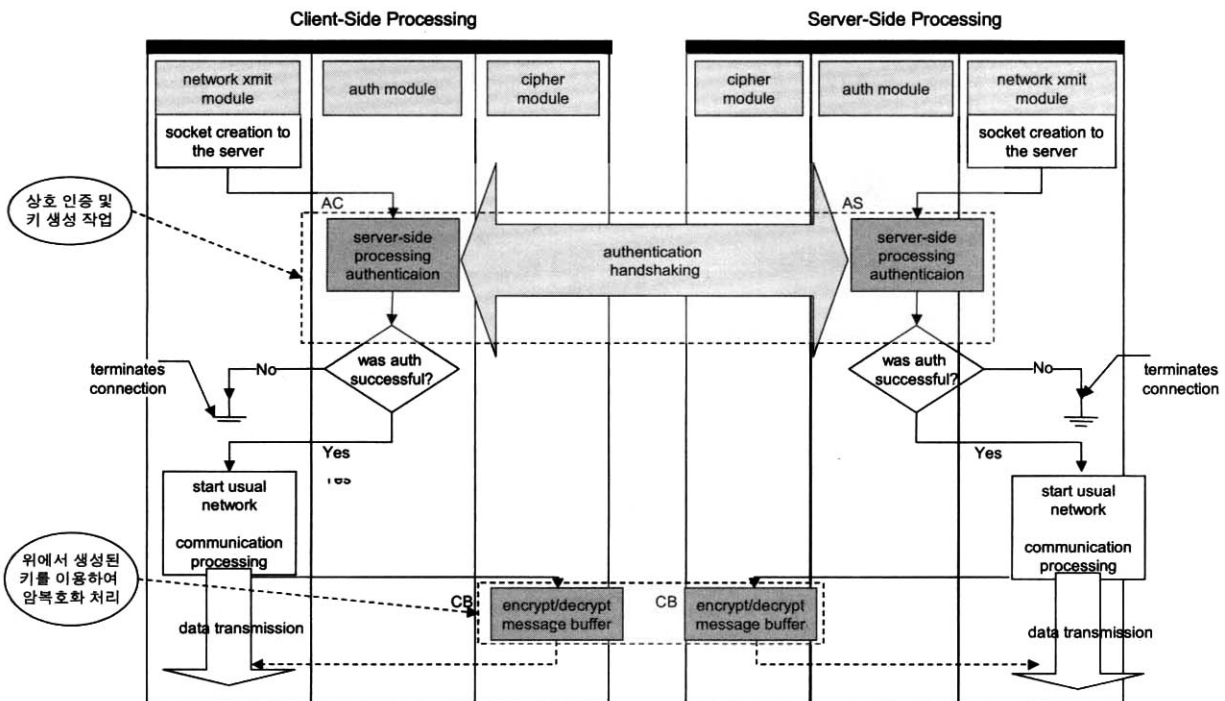 Client-Side Processing
Server-Side Processing
network xmit
module
auth module
cipher
module
cipher
module
auth module
network xmit
module
socket creation to
the server
socket creation to
the server
상호 인증 및
키 생성 작업
AC
AS
server-side
processing
authenticaion
authentication
handshaking
server-side
processing
authenticaion
was auth
successful?
was auth
successful?
No
No
terminates
connection
terminates
connection
Yes
Yes
start usual
network
communication
processing
start usual
network
communication
processing
위에서 생성된
키를 이용하여
암복호화 처리
CB
encrypt/decrypt
message buffer
CB
encrypt/decrypt
message buffer
data transmission
data transmission